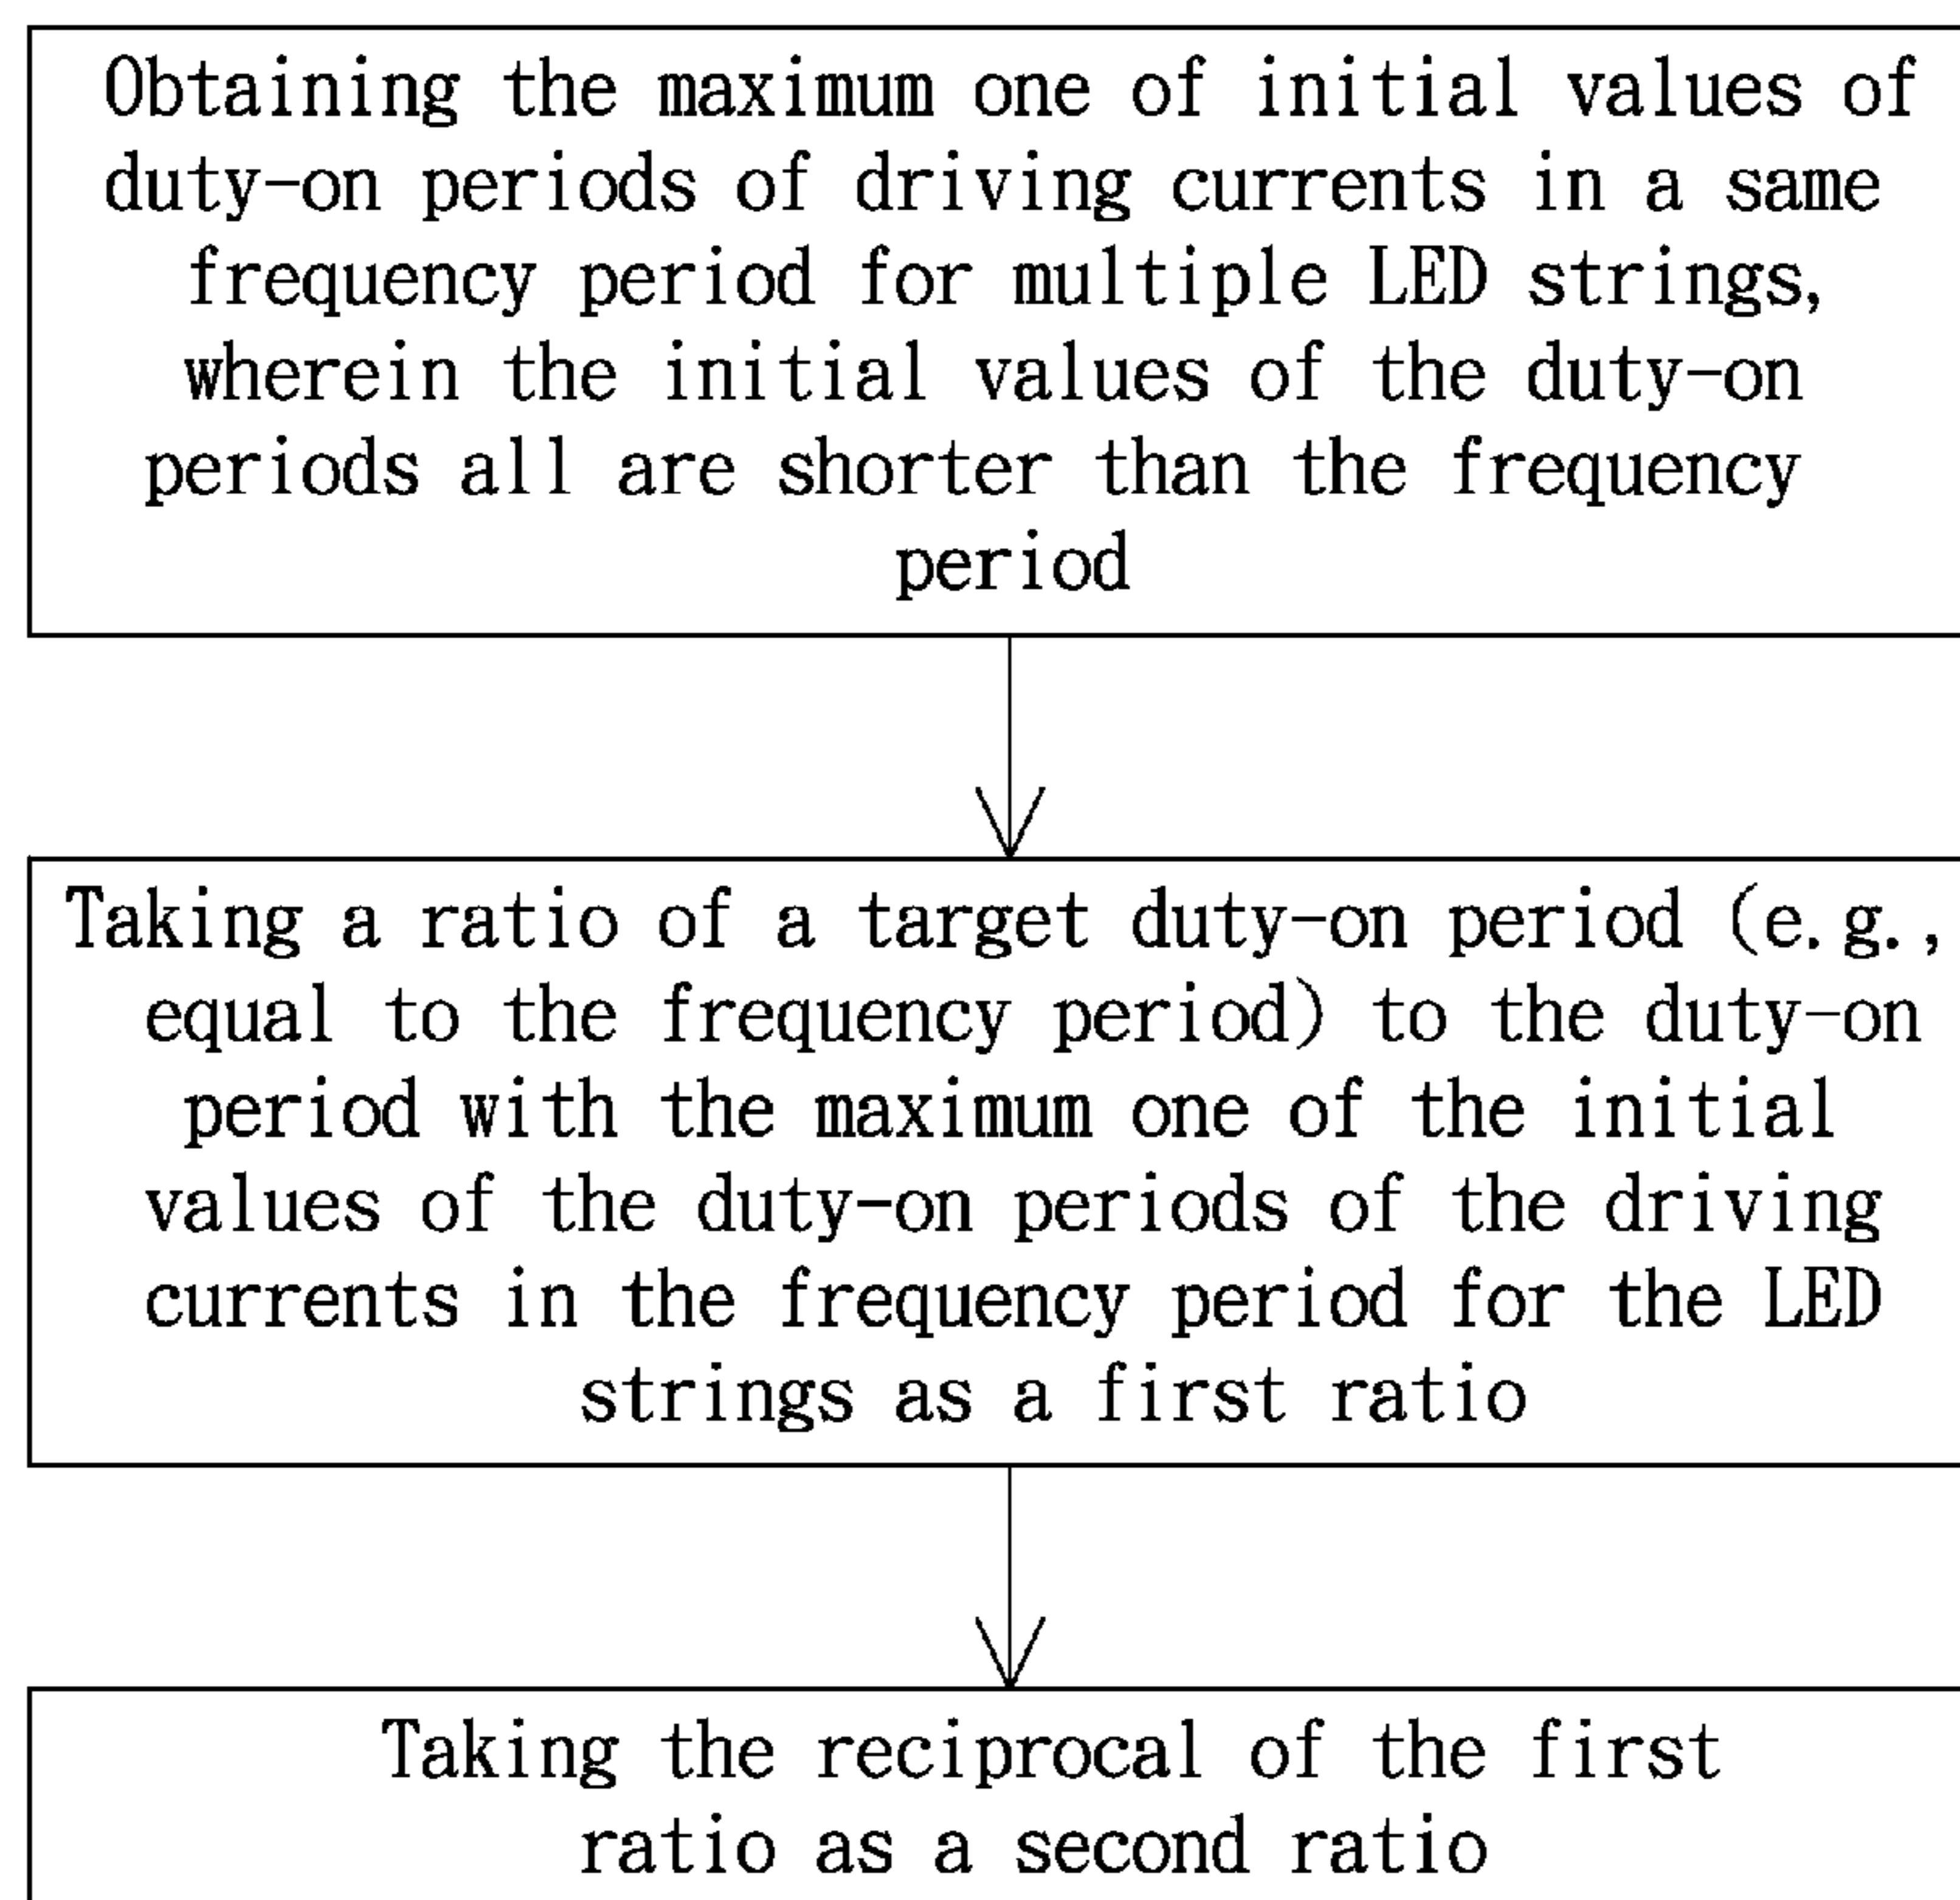 Obtaining the maximum one of initial values of
duty-on periods of driving currents in a same
frequency period for multiple LED strings,
wherein the initial values of the duty-on
periods all are shorter than the frequency
period
Taking a ratio of a target duty-on period (e.g.,
equal to the frequency period) to the duty-on
period with the maximum one of the initial
values of the duty-on periods of the driving
currents in the frequency period for the LED
strings as a first ratio
Taking the reciprocal of the first
ratio as a second ratio